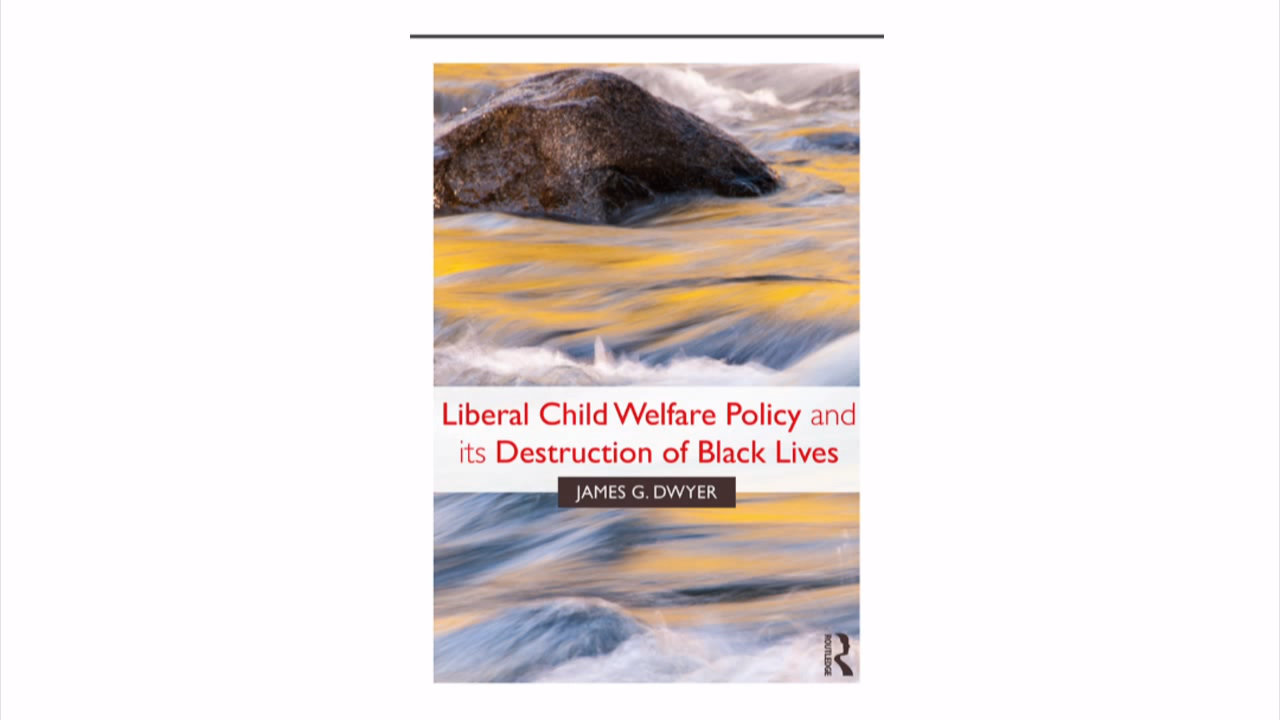 Liberal Child Welfare Policy and
its Destruction of Black Lives
JAMES G. DWYER
ROUTLEDGE